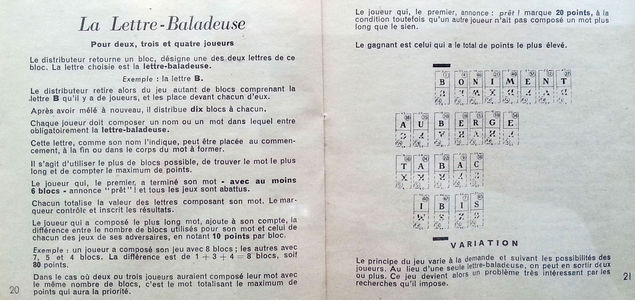 La Lettre-Baladeuse
Pour deux, trois et quatre joueurs
Le distributeur retourne un bloc, désigne une des deux lettres de ce
bloc. La lettre choisie est la lettre-baladeuse.
Exemple : la lettre B.
Le distributeur retire alors du jeu autant de blocs comprenant la
lettre B qu'il y a de joueurs, et les place devant chacun d'eux.
Après avoir mêlé à nouveau, il distribue dix blocs à chacun.
Chaque joueur doit composer un nom ou un mot dans lequel entre
obligatoirement la lettre-baladeuse.
Cette lettre, comme son nom l'indique, peut être placée au commen-
cement, à la fin ou dans le corps du mot à former.
Il s'agit d'utiliser le plus de blocs possible, de trouver le mot le plus
long et de compter le maximum de points.
Le joueur qui, le premier, a terminé son mot - avec au moins
6 blocs - annonce "prêt"! et tous les jeux sont abattus.
Chacun totalise la valeur des lettres composant son mot. Le mar-
queur contrôle et inscrit les résultats.
Le joueur qui a composé le plus long mot, ajoute à son compte, la
différence entre le nombre de blocs utilisés pour son mot et celui de
chacun des jeux de ses adversaires, en notant 10 points par bloc.
Exemple : un joueur a composé son jeu avec 8 blocs ; les autres avec
7, 5 et 4 blocs. La différence est de 1 + 3 + 4 = 8 blocs, soit
80 points.
Dans le cas où deux ou trois joueurs auraient composé leur mot avec
le même nombre de blocs, c'est le mot totalisant le maximum de
points qui aura la priorité.
20
Le joueur qui, le premier, annonce : prêt ! marque 20 points, à la
condition toutefois qu'un autre joueur n'ait pas composé un mot plus
long que le sien.
Le gagnant est celui qui a le total de points le plus élevé.
B O N I M E N T
A U B E R G E
T A B A C
I B I S
VARIATION
Le principe du jeu varie à la demande et suivant les possibilités des
joueurs. Au lieu d'une seule lettre-baladeuse, on peut en sortir deux
ou plus. Ce jeu devient alors un problème très intéressant par les
recherches qu'il impose.
21